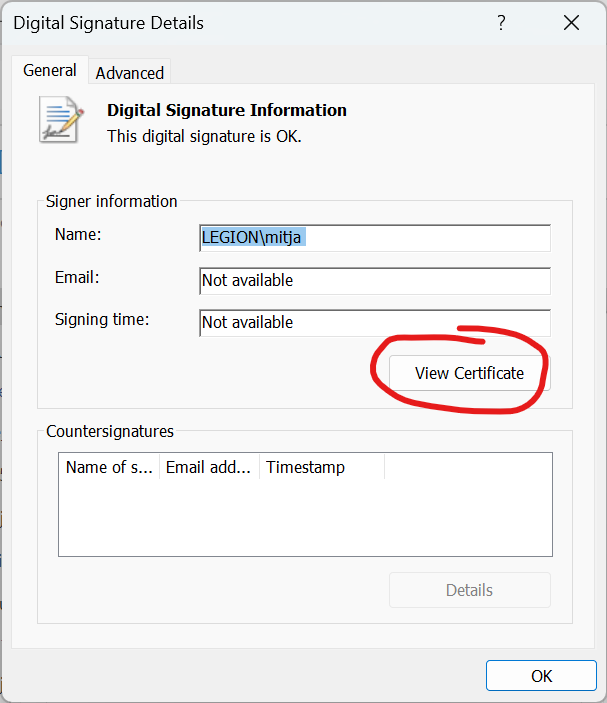 Digital Signature Details
?
General
Advanced
Digital Signature Information
This digital signature is OK.
Signer information
Name:
LEGION\mitja
Email:
Not available
Signing time:
Not available
View Certificate
Countersignatures
Name of s... Email add... Timestamp
Details
OK